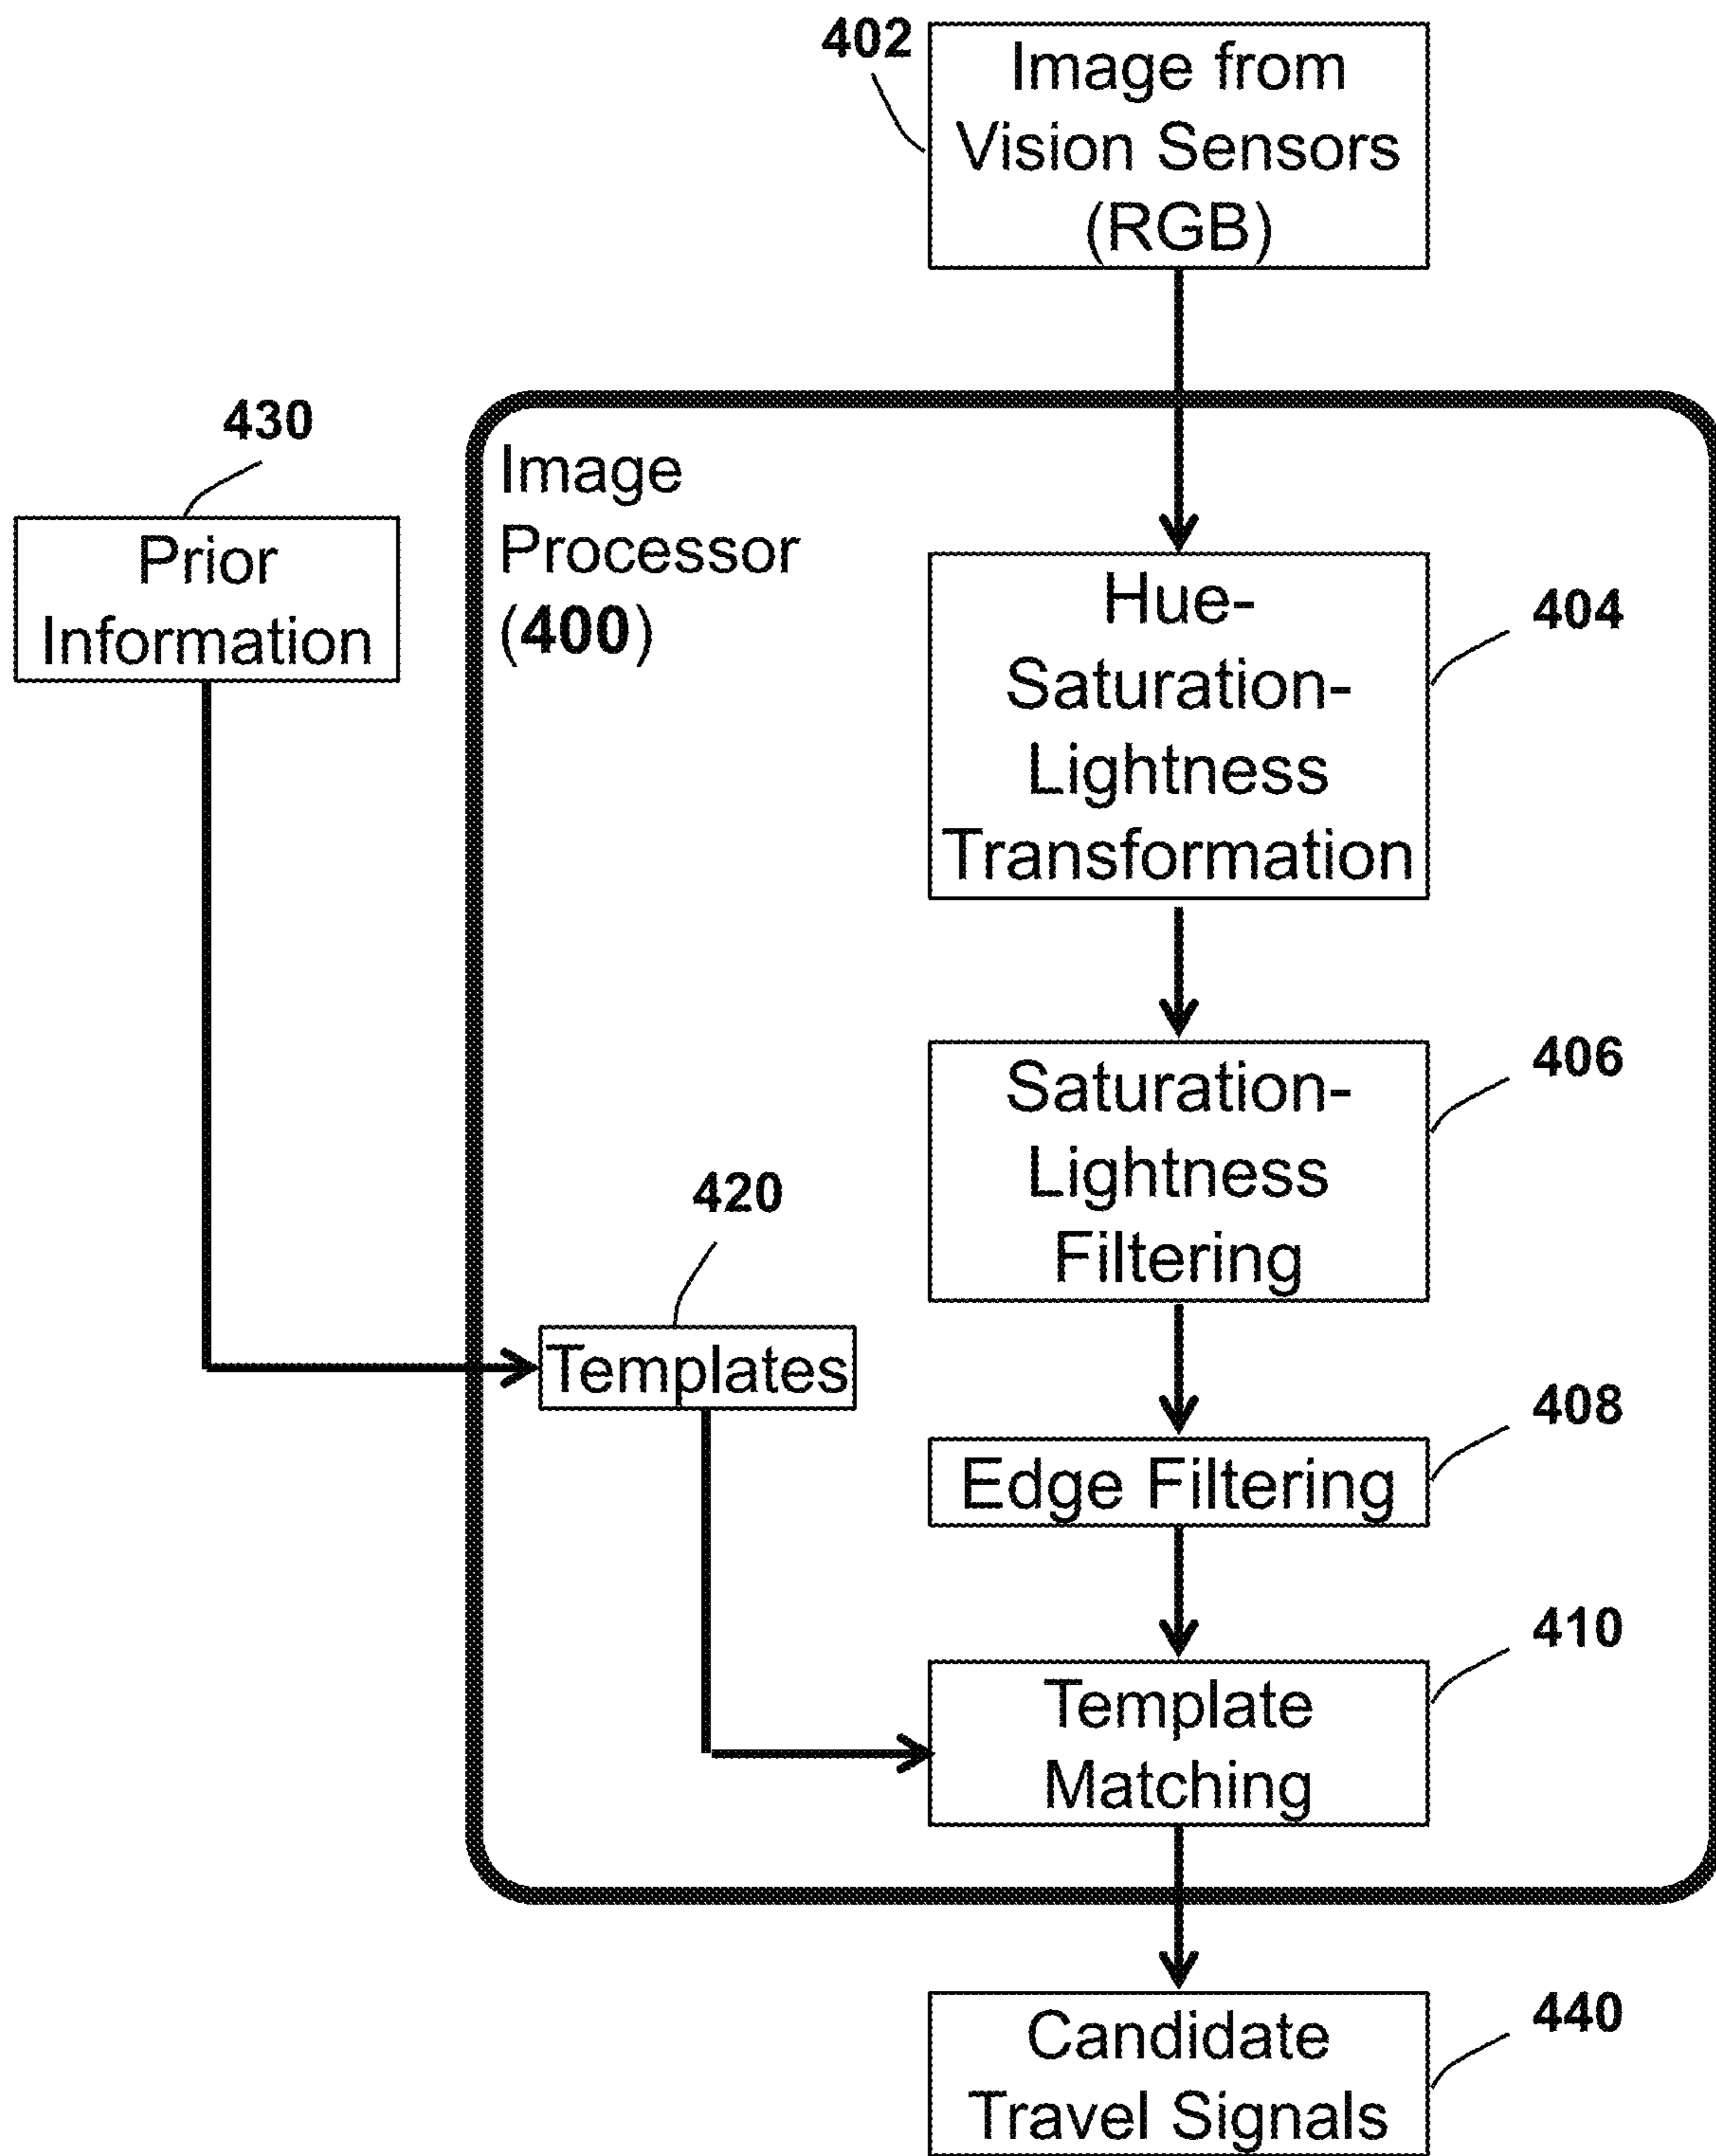 402
Image from
Vision Sensors
(RGB)
430
Prior
Information
Image
Processor
(400)
Hue-
Saturation-
Lightness
Transformation
404
Saturation-
Lightness
Filtering
406
420
Templates
Edge Filtering
408
Template
Matching
410
Candidate
Travel Signals
440